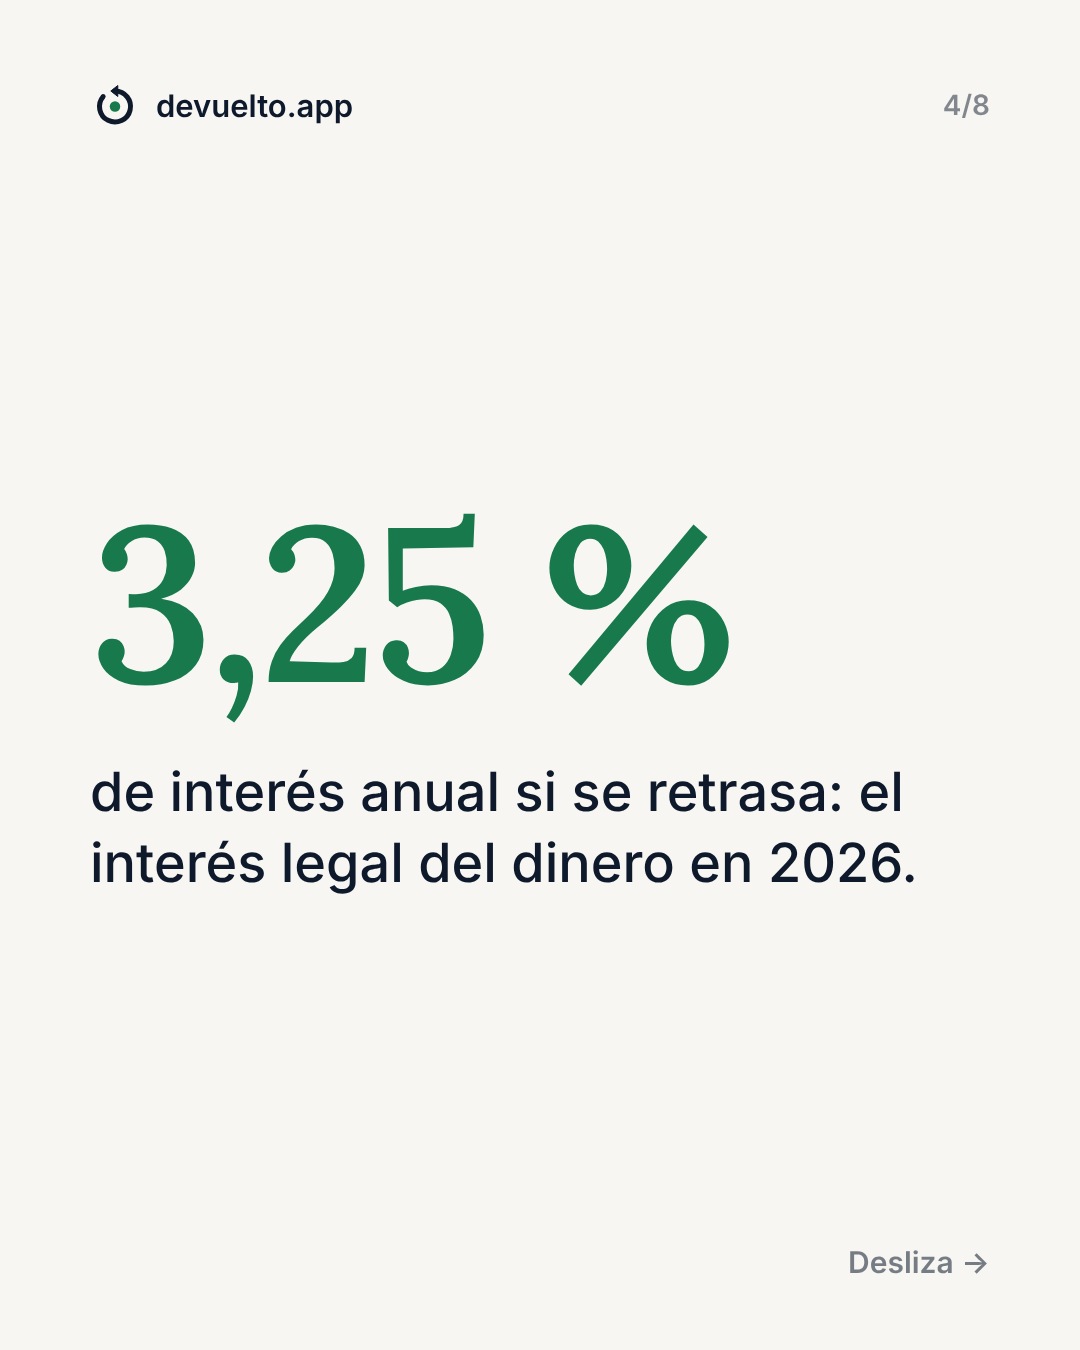 devuelto.app
4/8
3,25 %
de interés anual si se retrasa: el
interés legal del dinero en 2026.
Desliza →